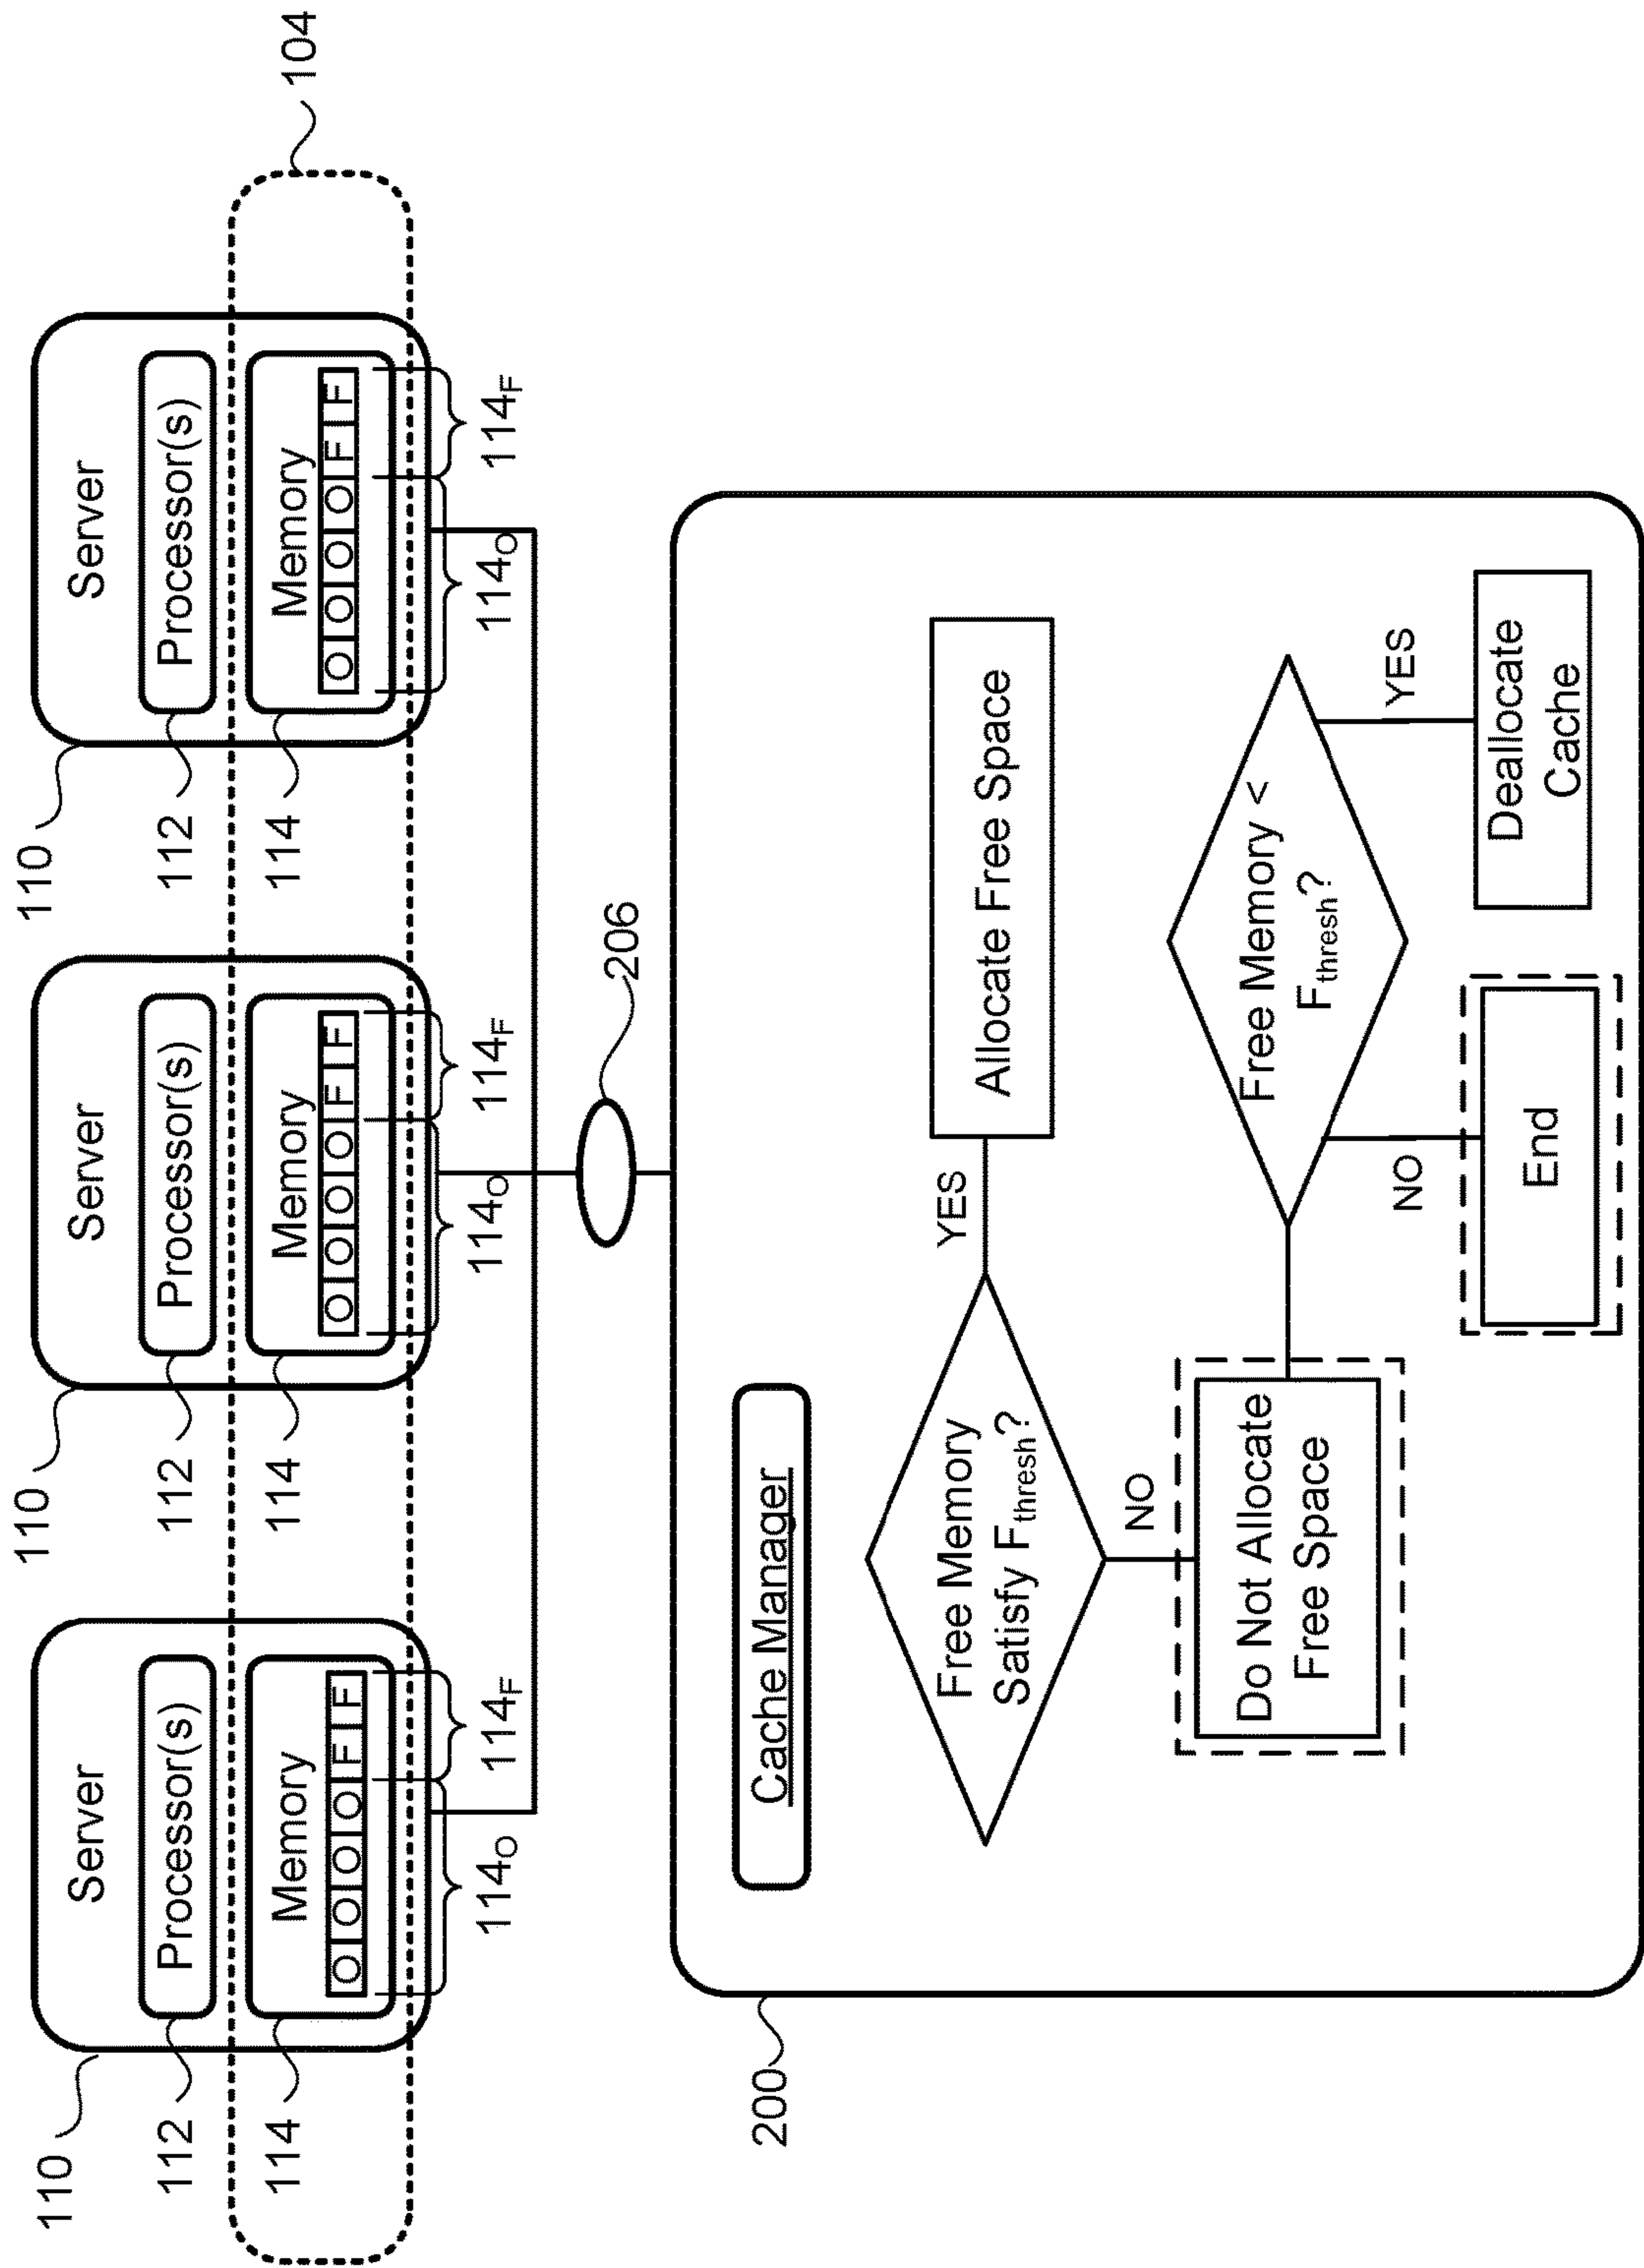 110
Server
112
Processor(s)
114
Memory
O O O O F F
114O
114F
110
Server
112
Processor(s)
114
Memory
O O O O F F
114O
114F
110
Server
112
Processor(s)
114
Memory
O O O O F F
114O
114F
104
206
200
Cache Manager
Free Memory
Satisfy Fthresh?
YES
Allocate Free Space
NO
Do Not Allocate
Free Space
Free Memory <
Fthresh?
NO
End
YES
Deallocate
Cache